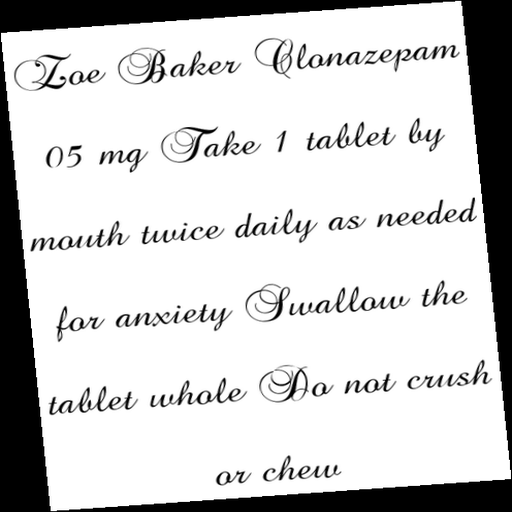 Zoe Baker Clonazepam
05 mg Take 1 tablet by
mouth twice daily as needed
for anxiety Swallow the
tablet whole Do not crush
or chew